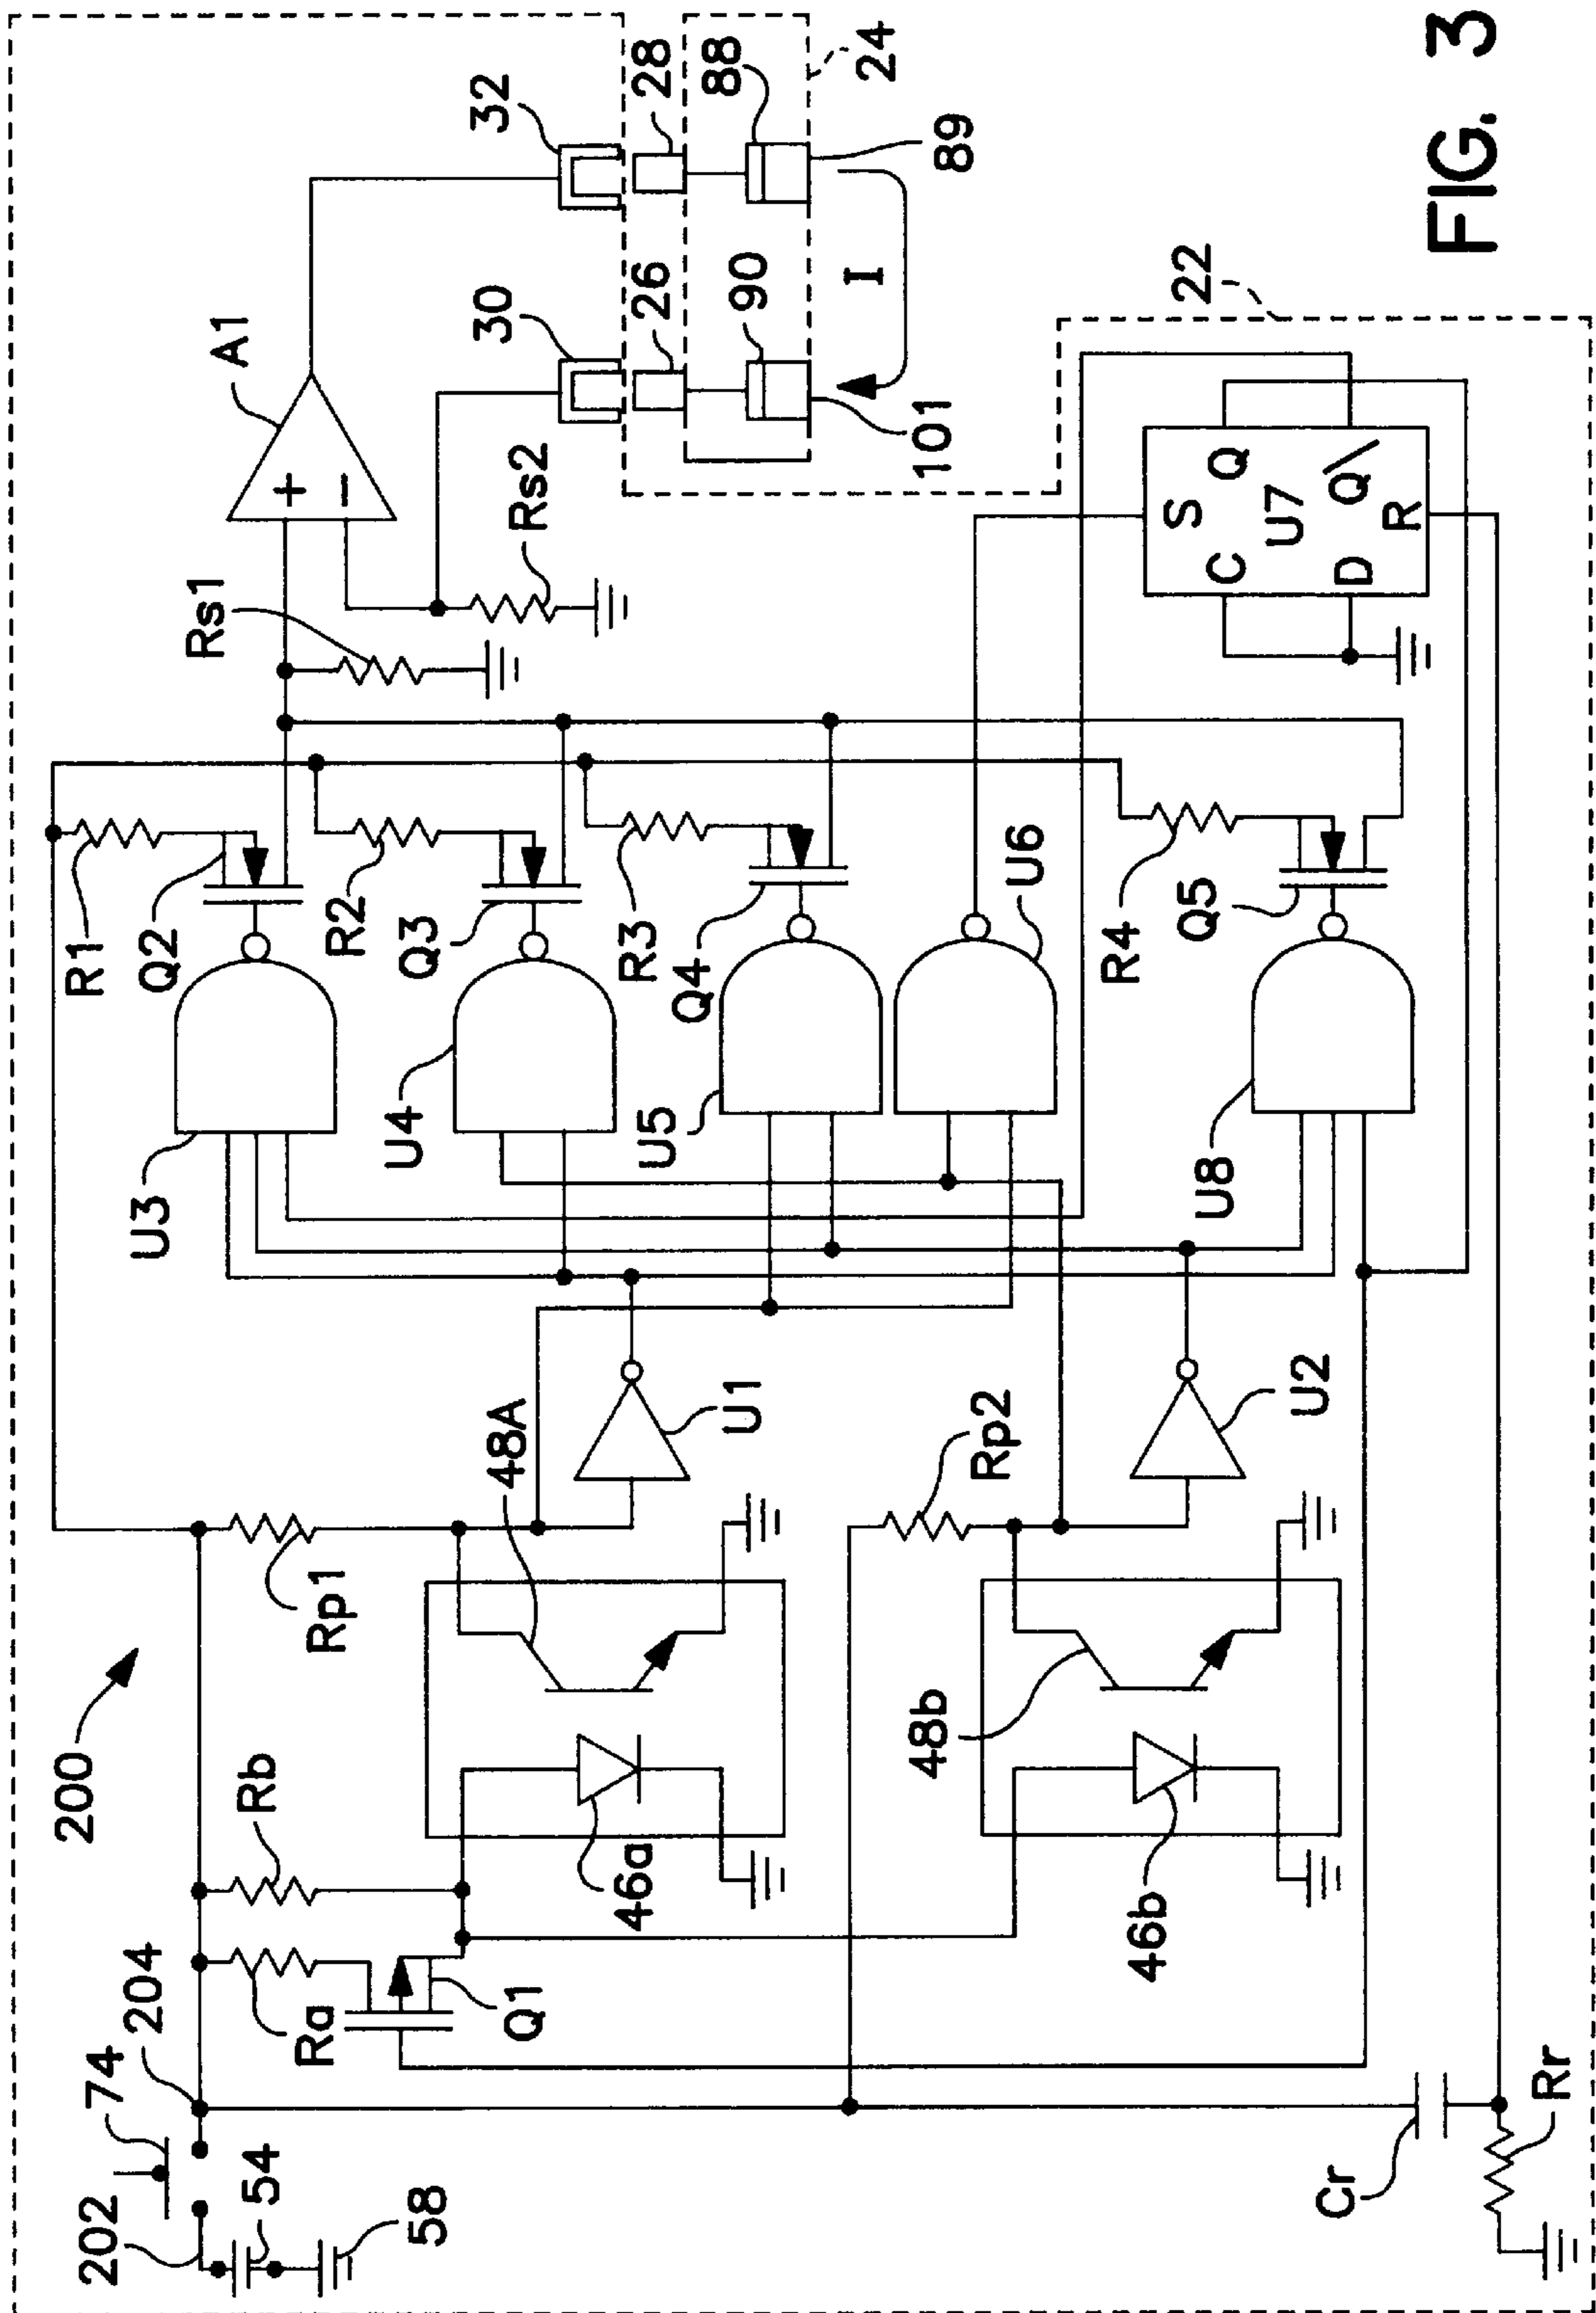 FIG. 3
200
202
74
204
54
58
Ra
Rb
Q1
46a
48A
Rp1
U1
46b
48b
Rp2
U2
Cr
Rr
U3
U4
U5
U6
U8
R1
Q2
R2
Q3
R3
Q4
R4
Q5
Rs1
Rs2
A1
+
−
30
32
26
28
90
88
24
89
101
I
22
S
C
Q
U7
D
Q\
R